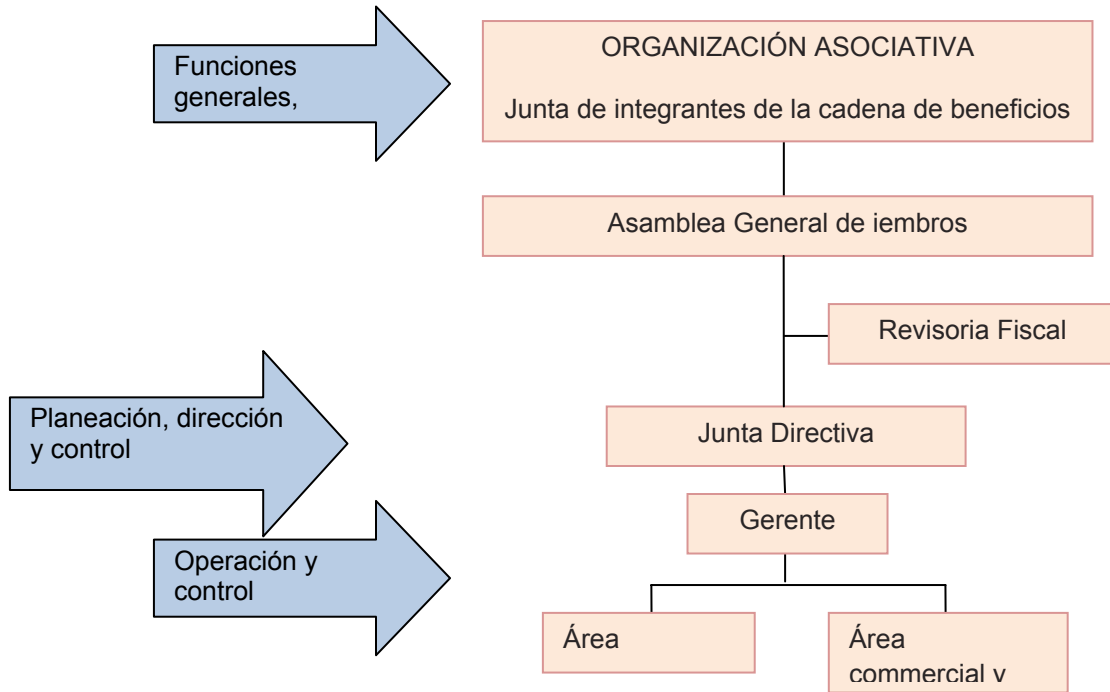 Funciones
generales,
ORGANIZACIÓN ASOCIATIVA
Junta de integrantes de la cadena de beneficios
Asamblea General de iembros
Revisoria Fiscal
Planeación, dirección
y control
Junta Directiva
Gerente
Operación y
control
Área
Área
commercial y